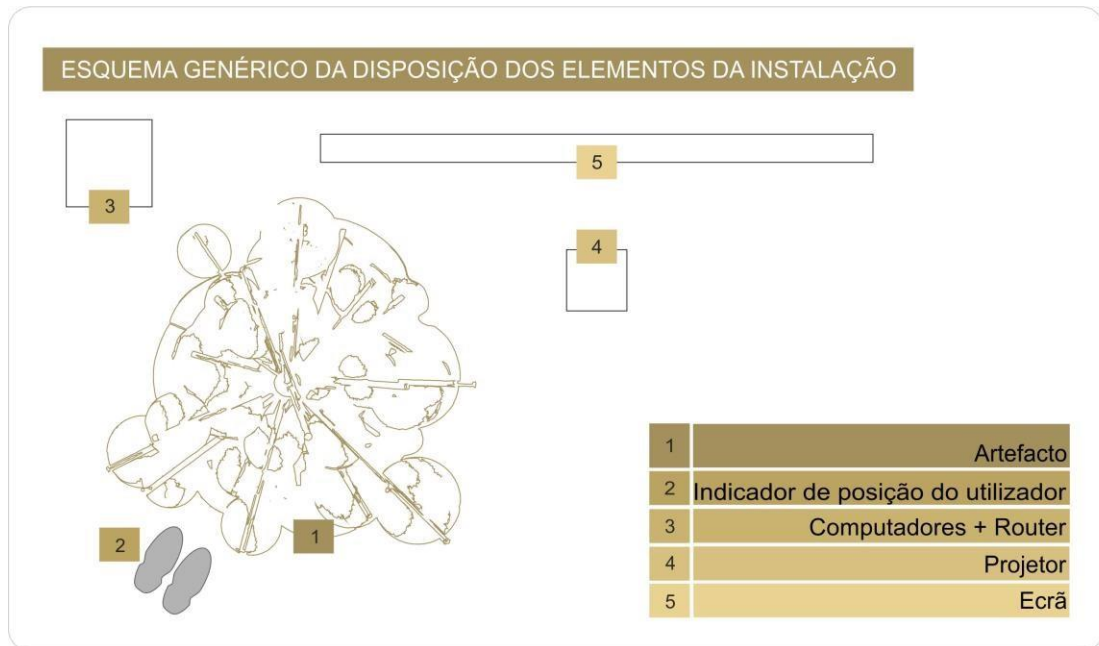 ESQUEMA GENÉRICO DA DISPOSIÇÃO DOS ELEMENTOS DA INSTALAÇÃO
5
3
4
2
1
1 Artefacto
2 Indicador de posição do utilizador
3 Computadores + Router
4 Projetor
5 Ecrã